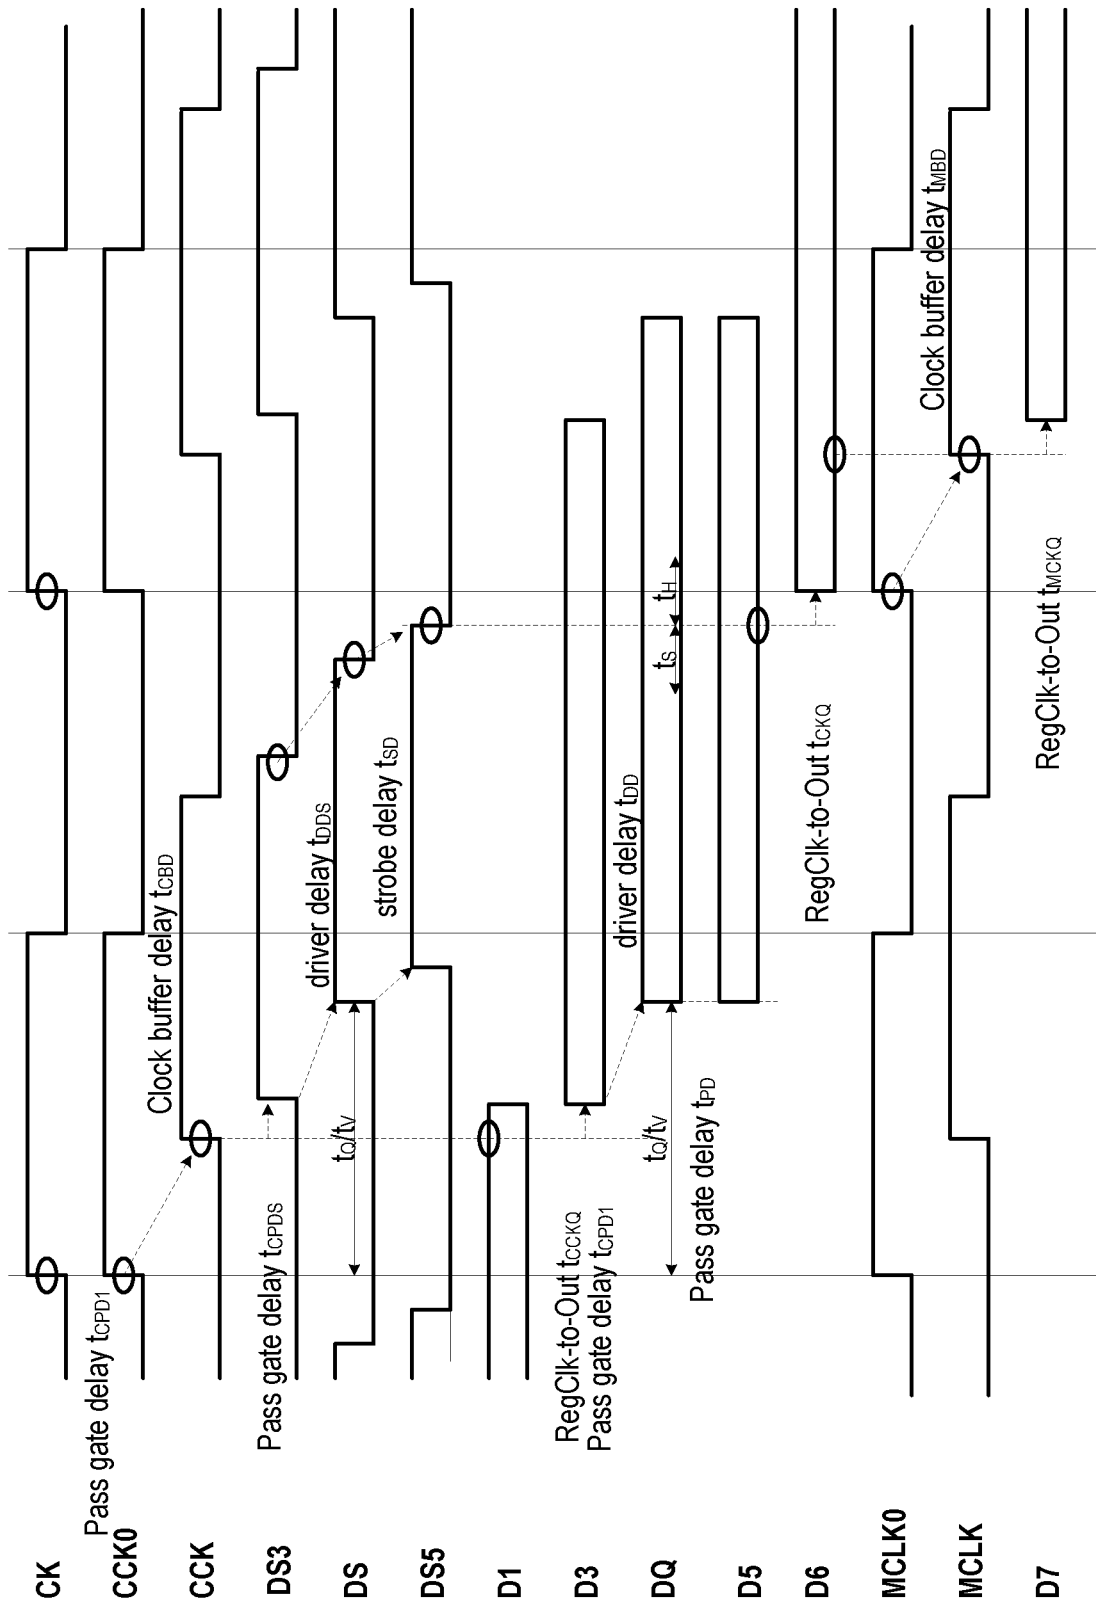 CK
Pass gate delay tCPD1
CCK0
Clock buffer delay tCBD
CCK
Pass gate delay tCPDS
DS3
driver delay tDDS
DS
tQ/tV
strobe delay tSD
DS5
D1
RegClk-to-Out tCCKQ
Pass gate delay tCPD1
D3
driver delay tDD
DQ
tQ/tV
tS
tH
Pass gate delay tPD
D5
RegClk-to-Out tCKQ
D6
MCLK0
Clock buffer delay tMBD
MCLK
RegClk-to-Out tMCKQ
D7